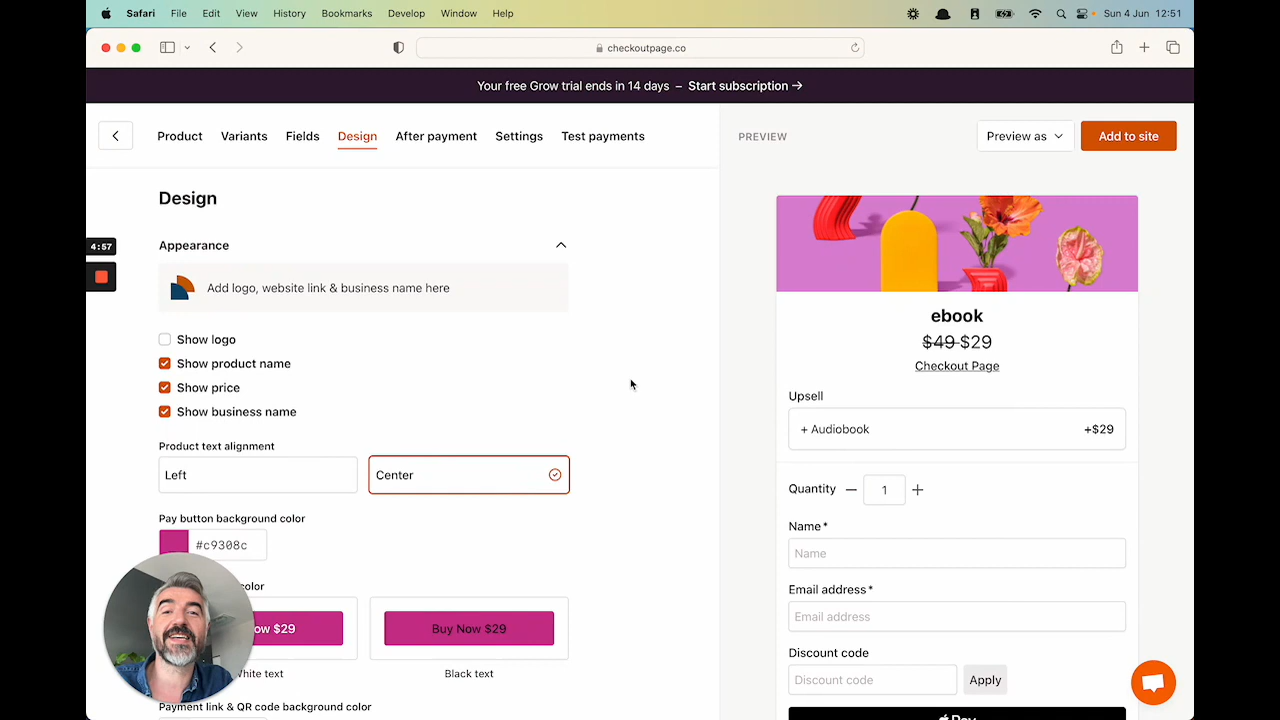 Safari File Edit View History Bookmarks Develop Window Help Sun 4 Jun 12:51
checkoutpage.co
Your free Grow trial ends in 14 days – Start subscription →
Product Variants Fields Design After payment Settings Test payments
PREVIEW Preview as Add to site
Design
4:57
Appearance
Add logo, website link & business name here
Show logo
Show product name
Show price
Show business name
Product text alignment
Left Center
Pay button background color
#c9308c
color
ow $29 Buy Now $29
White text Black text
Payment link & QR code background color
ebook
$49 $29
Checkout Page
Upsell
+ Audiobook +$29
Quantity − 1 +
Name*
Name
Email address*
Email address
Discount code
Discount code Apply
Pay